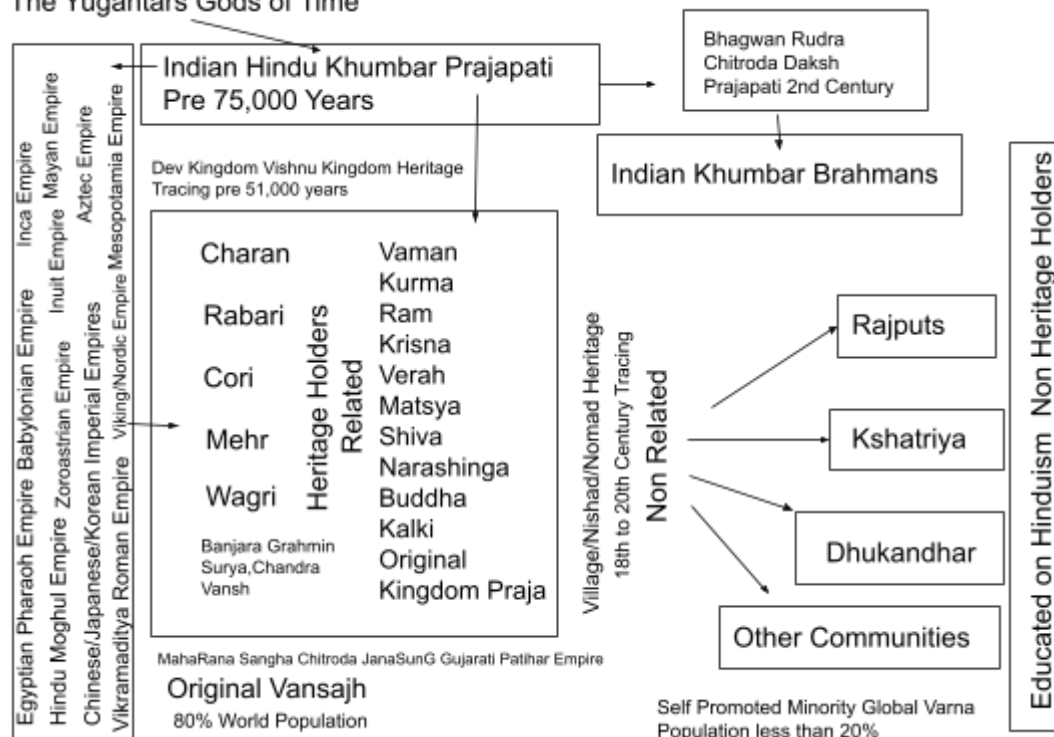 The Yugantars Gods of Time
Indian Hindu Khumbar Prajapati
Pre 75,000 Years
Bhagwan Rudra
Chitroda Daksh
Prajapati 2nd Century
Indian Khumbar Brahmans
Dev Kingdom Vishnu Kingdom Heritage
Tracing pre 51,000 years
Egyptian Pharaoh Empire Babylonian Empire Inca Empire
Hindu Moghul Empire Zoroastrian Empire Inuit Empire Mayan Empire
Chinese/Japanese/Korean Imperial Empires Aztec Empire
Vikramaditya Roman Empire Viking/Nordic Empire Mesopotamia Empire
Charan
Rabari
Cori
Mehr
Wagri
Banjara Grahmin
Surya,Chandra
Vansh
Heritage Holders
Related
Vaman
Kurma
Ram
Krisna
Verah
Matsya
Shiva
Narashinga
Buddha
Kalki
Original
Kingdom Praja
Village/Nishad/Nomad Heritage
18th to 20th Century Tracing
Non Related
Rajputs
Kshatriya
Dhukandhar
Other Communities
Educated on Hinduism Non Heritage Holders
MahaRana Sangha Chitroda JanaSunG Gujarati Patihar Empire
Original Vansajh
80% World Population
Self Promoted Minority Global Varna
Population less than 20%